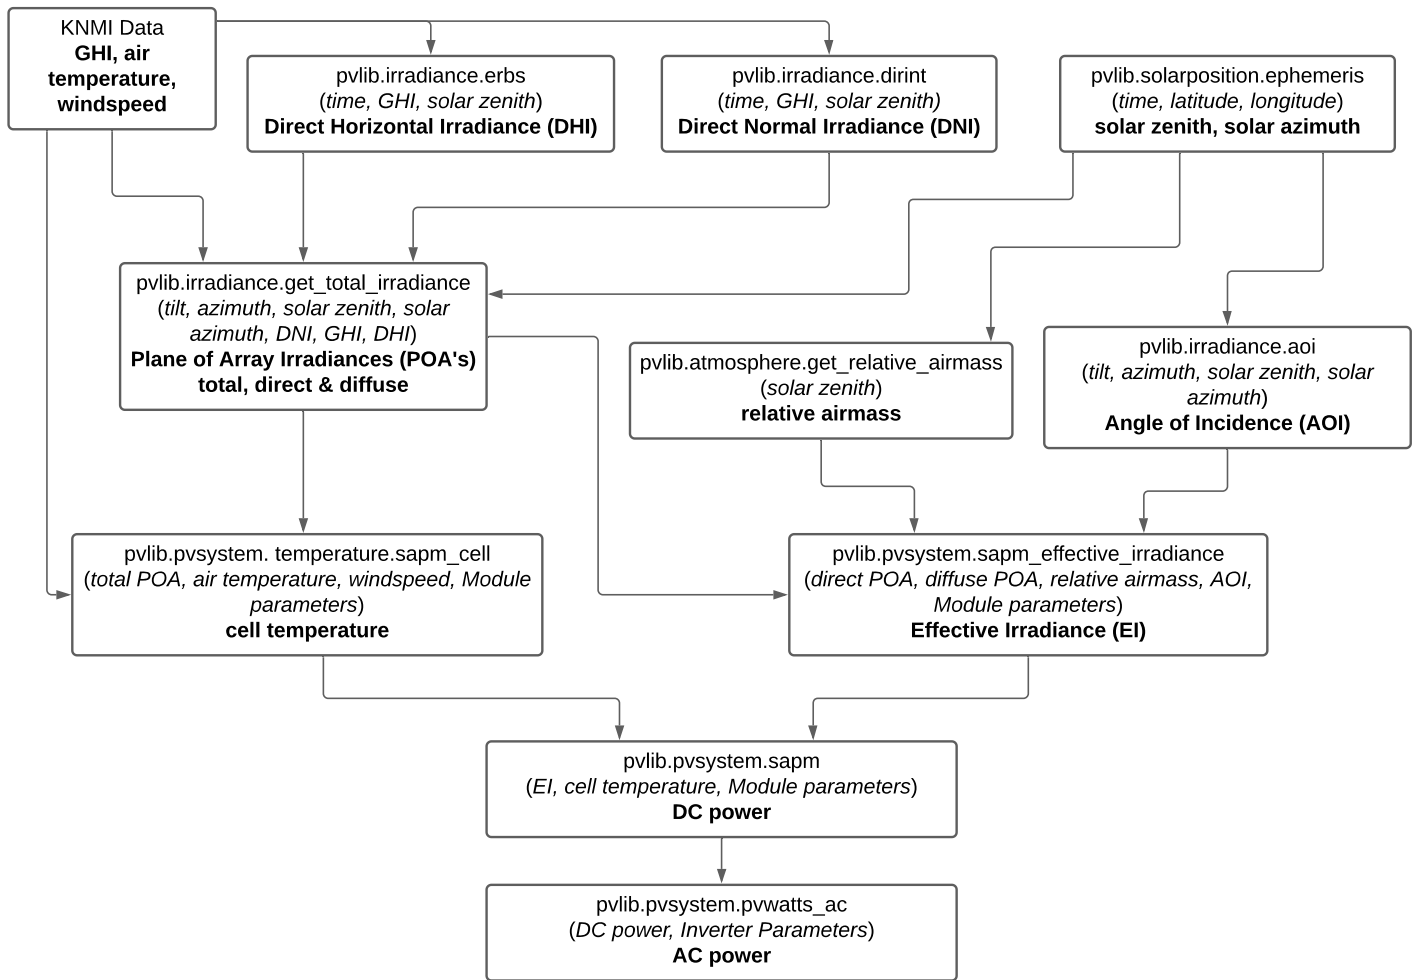 KNMI Data
GHI, air
temperature,
windspeed
pvlib.irradiance.erbs
(time, GHI, solar zenith)
Direct Horizontal Irradiance (DHI)
pvlib.irradiance.dirint
(time, GHI, solar zenith)
Direct Normal Irradiance (DNI)
pvlib.solarposition.ephemeris
(time, latitude, longitude)
solar zenith, solar azimuth
pvlib.irradiance.get_total_irradiance
(tilt, azimuth, solar zenith, solar
azimuth, DNI, GHI, DHI)
Plane of Array Irradiances (POA's)
total, direct & diffuse
pvlib.atmosphere.get_relative_airmass
(solar zenith)
relative airmass
pvlib.irradiance.aoi
(tilt, azimuth, solar zenith, solar
azimuth)
Angle of Incidence (AOI)
pvlib.pvsystem. temperature.sapm_cell
(total POA, air temperature, windspeed, Module
parameters)
cell temperature
pvlib.pvsystem.sapm_effective_irradiance
(direct POA, diffuse POA, relative airmass, AOI,
Module parameters)
Effective Irradiance (EI)
pvlib.pvsystem.sapm
(EI, cell temperature, Module parameters)
DC power
pvlib.pvsystem.pvwatts_ac
(DC power, Inverter Parameters)
AC power